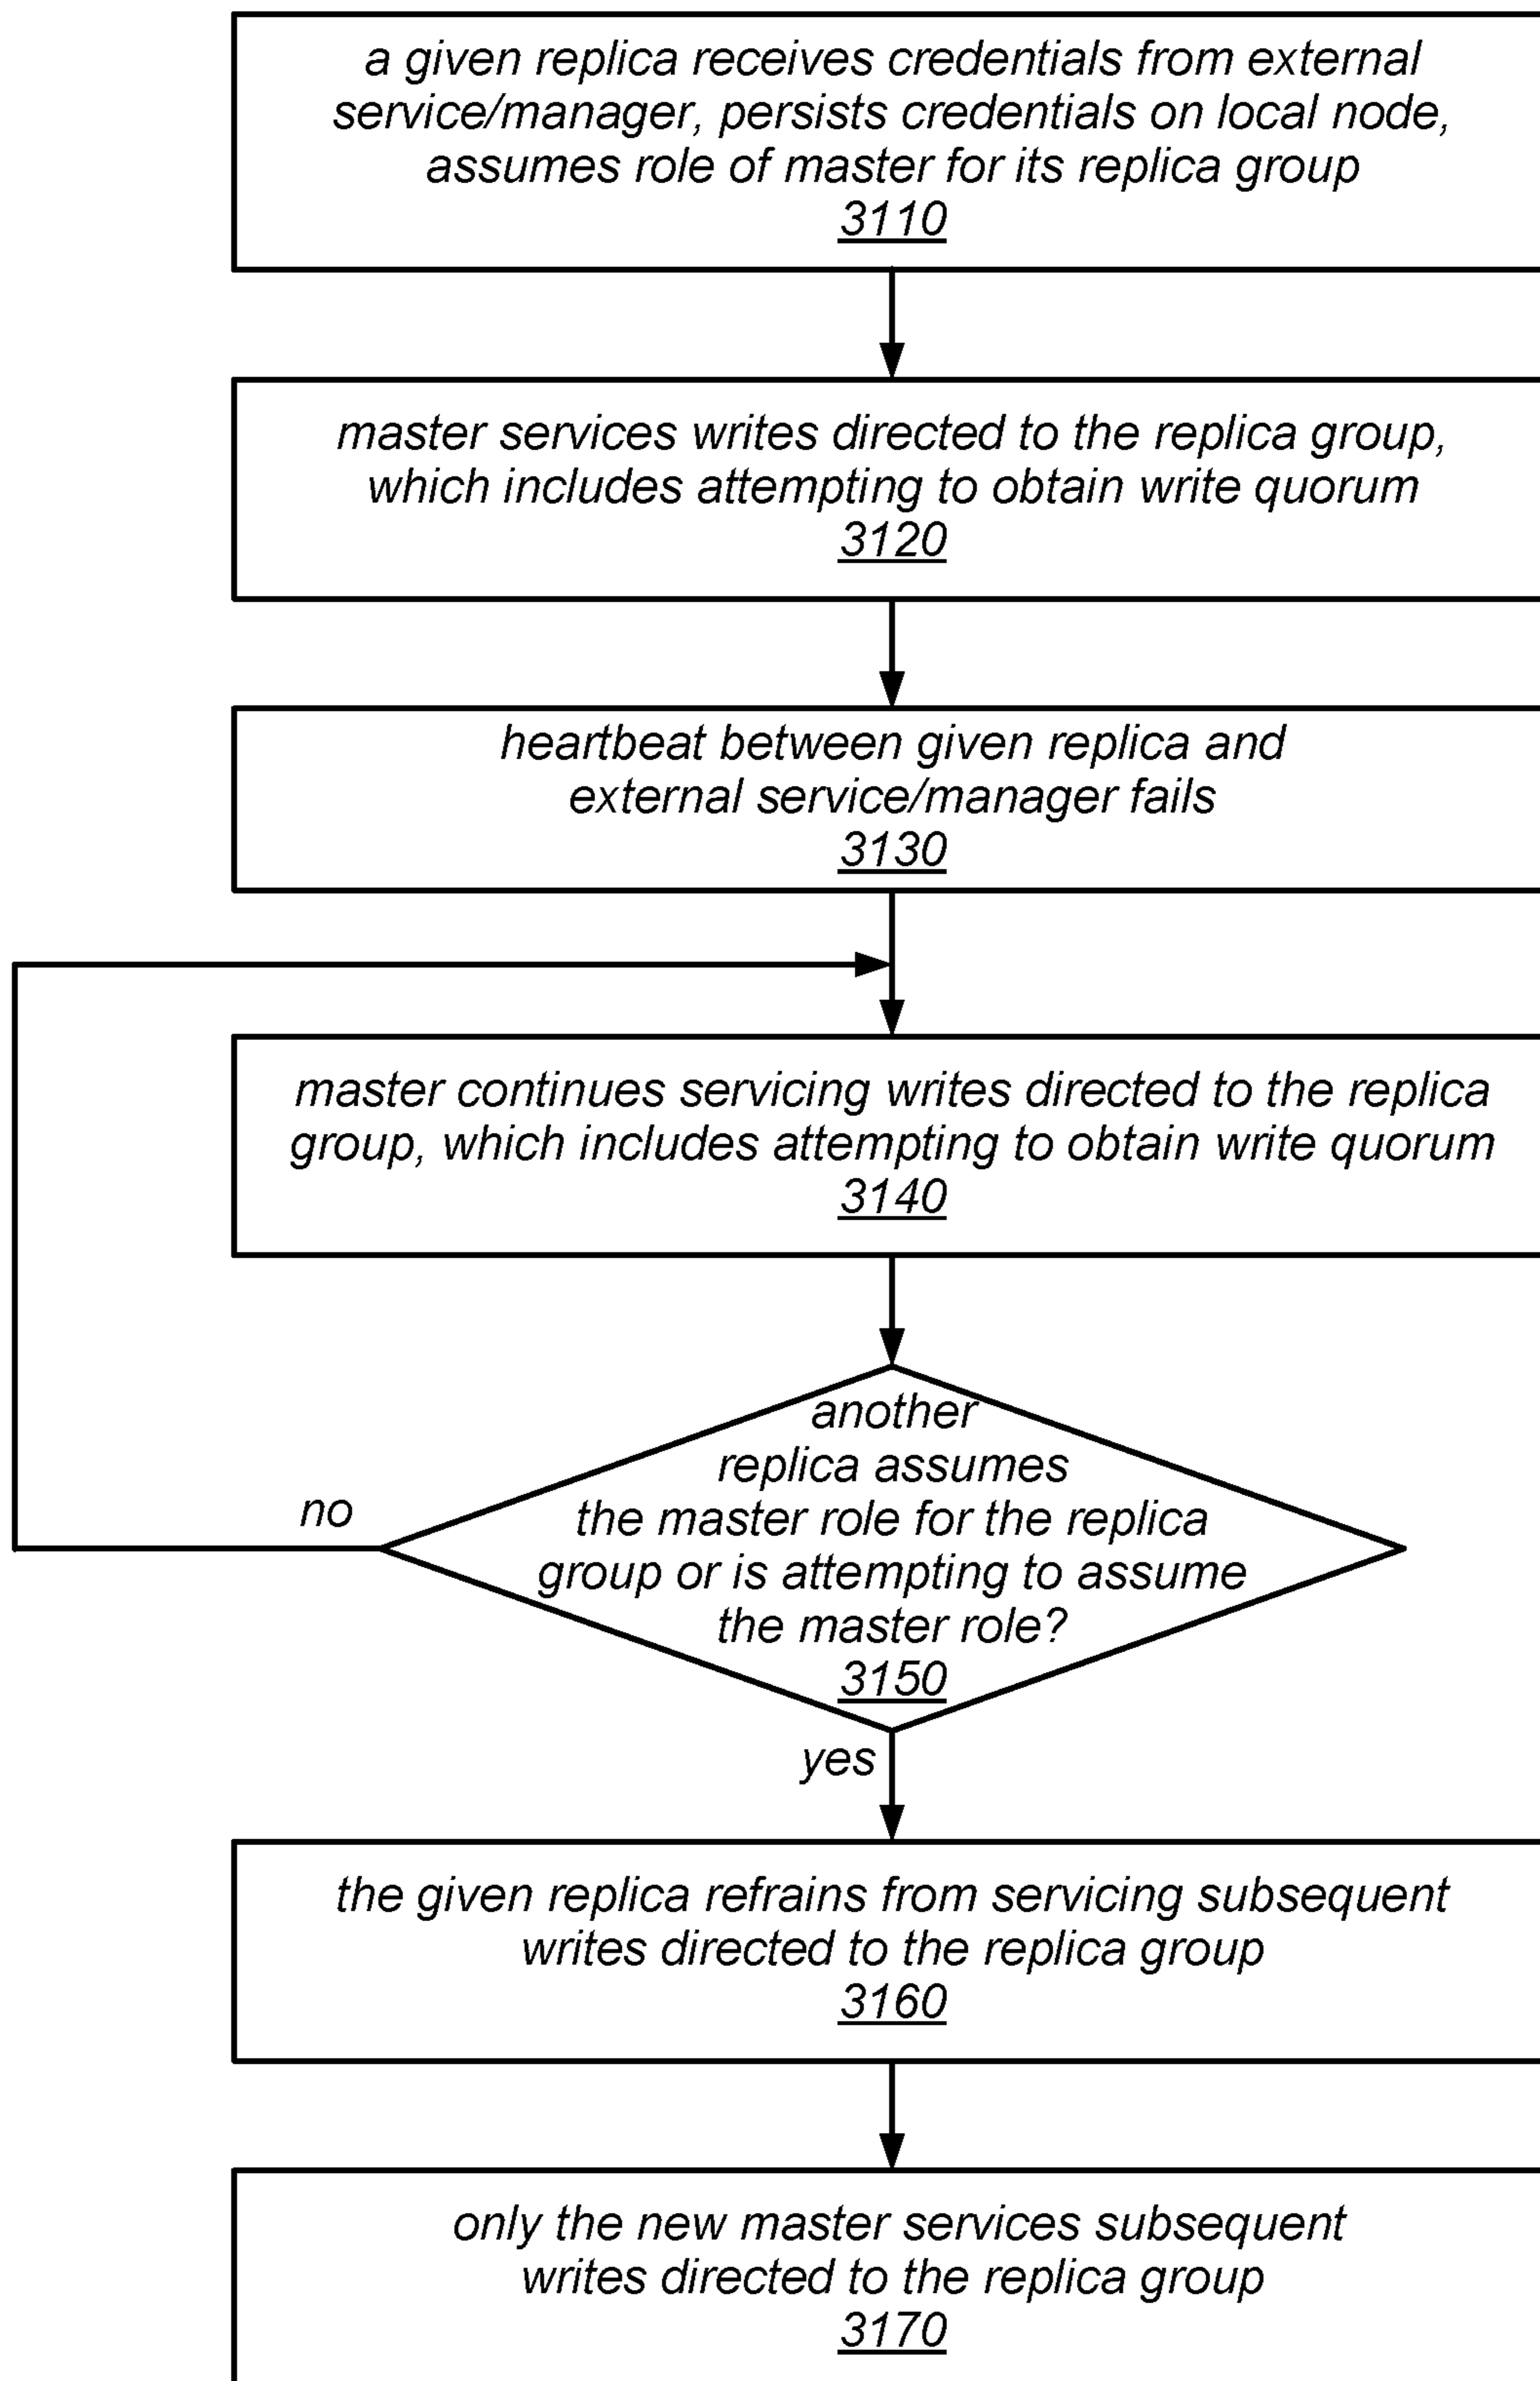 a given replica receives credentials from external
service/manager, persists credentials on local node,
assumes role of master for its replica group
3110
master services writes directed to the replica group,
which includes attempting to obtain write quorum
3120
heartbeat between given replica and
external service/manager fails
3130
master continues servicing writes directed to the replica
group, which includes attempting to obtain write quorum
3140
another
replica assumes
the master role for the replica
group or is attempting to assume
the master role?
3150
no
yes
the given replica refrains from servicing subsequent
writes directed to the replica group
3160
only the new master services subsequent
writes directed to the replica group
3170